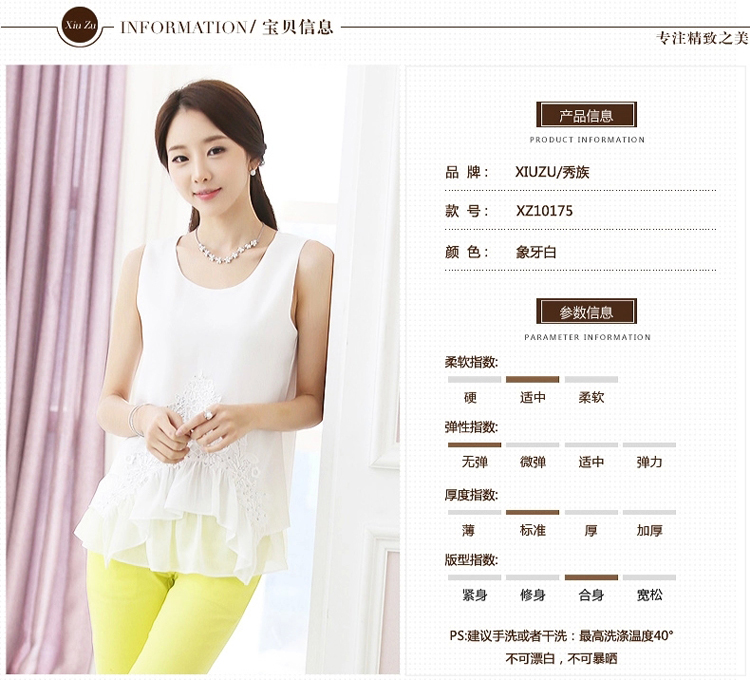 Xiu Zu
INFORMATION/ 宝贝信息
专注精致之美
产品信息
PRODUCT INFORMATION
品 牌： XIUZU/秀族
款 号： XZ10175
颜 色： 象牙白
参数信息
PARAMETER INFORMATION
柔软指数:
硬 适中 柔软
弹性指数:
无弹 微弹 适中 弹力
厚度指数:
薄 标准 厚 加厚
版型指数:
紧身 修身 合身 宽松
PS:建议手洗或者干洗：最高洗涤温度40°
不可漂白，不可暴晒